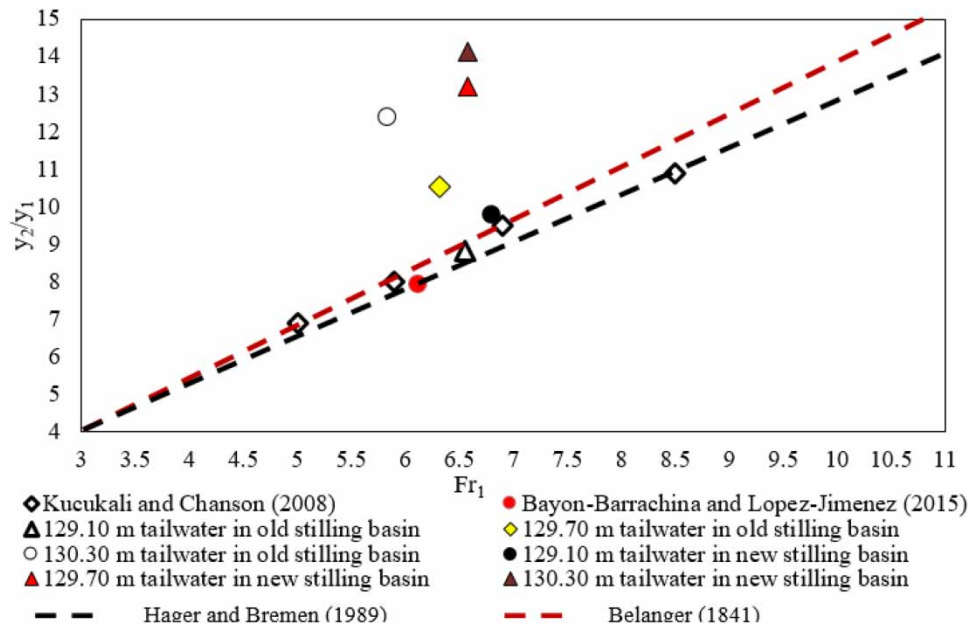 15
14
13
12
11
10
9
8
7
6
5
4
y2/y1
3 3.5 4 4.5 5 5.5 6 6.5 7 7.5 8 8.5 9 9.5 10 10.5 11
Fr1
Kucukali and Chanson (2008) Bayon-Barrachina and Lopez-Jimenez (2015)
129.10 m tailwater in old stilling basin 129.70 m tailwater in old stilling basin
130.30 m tailwater in old stilling basin 129.10 m tailwater in new stilling basin
129.70 m tailwater in new stilling basin 130.30 m tailwater in new stilling basin
Hager and Bremen (1989) Belanger (1841)